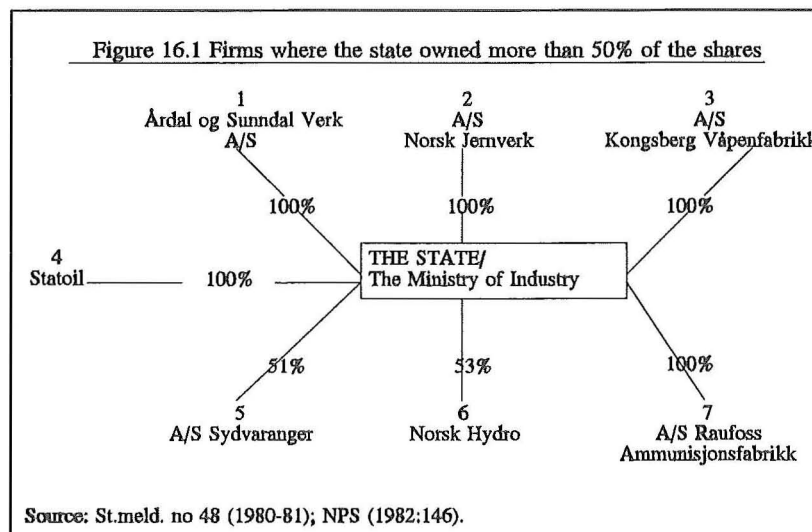 Figure 16.1 Firms where the state owned more than 50% of the shares
1
Årdal og Sunndal Verk
A/S
2
A/S
Norsk Jernverk
3
A/S
Kongsberg Våpenfabrikk
100%
100%
100%
4
Statoil
100%
THE STATE/
The Ministry of Industry
51%
53%
100%
5
A/S Sydvaranger
6
Norsk Hydro
7
A/S Raufoss
Ammunisjonsfabrikk
Source: St.meld. no 48 (1980-81); NPS (1982:146).